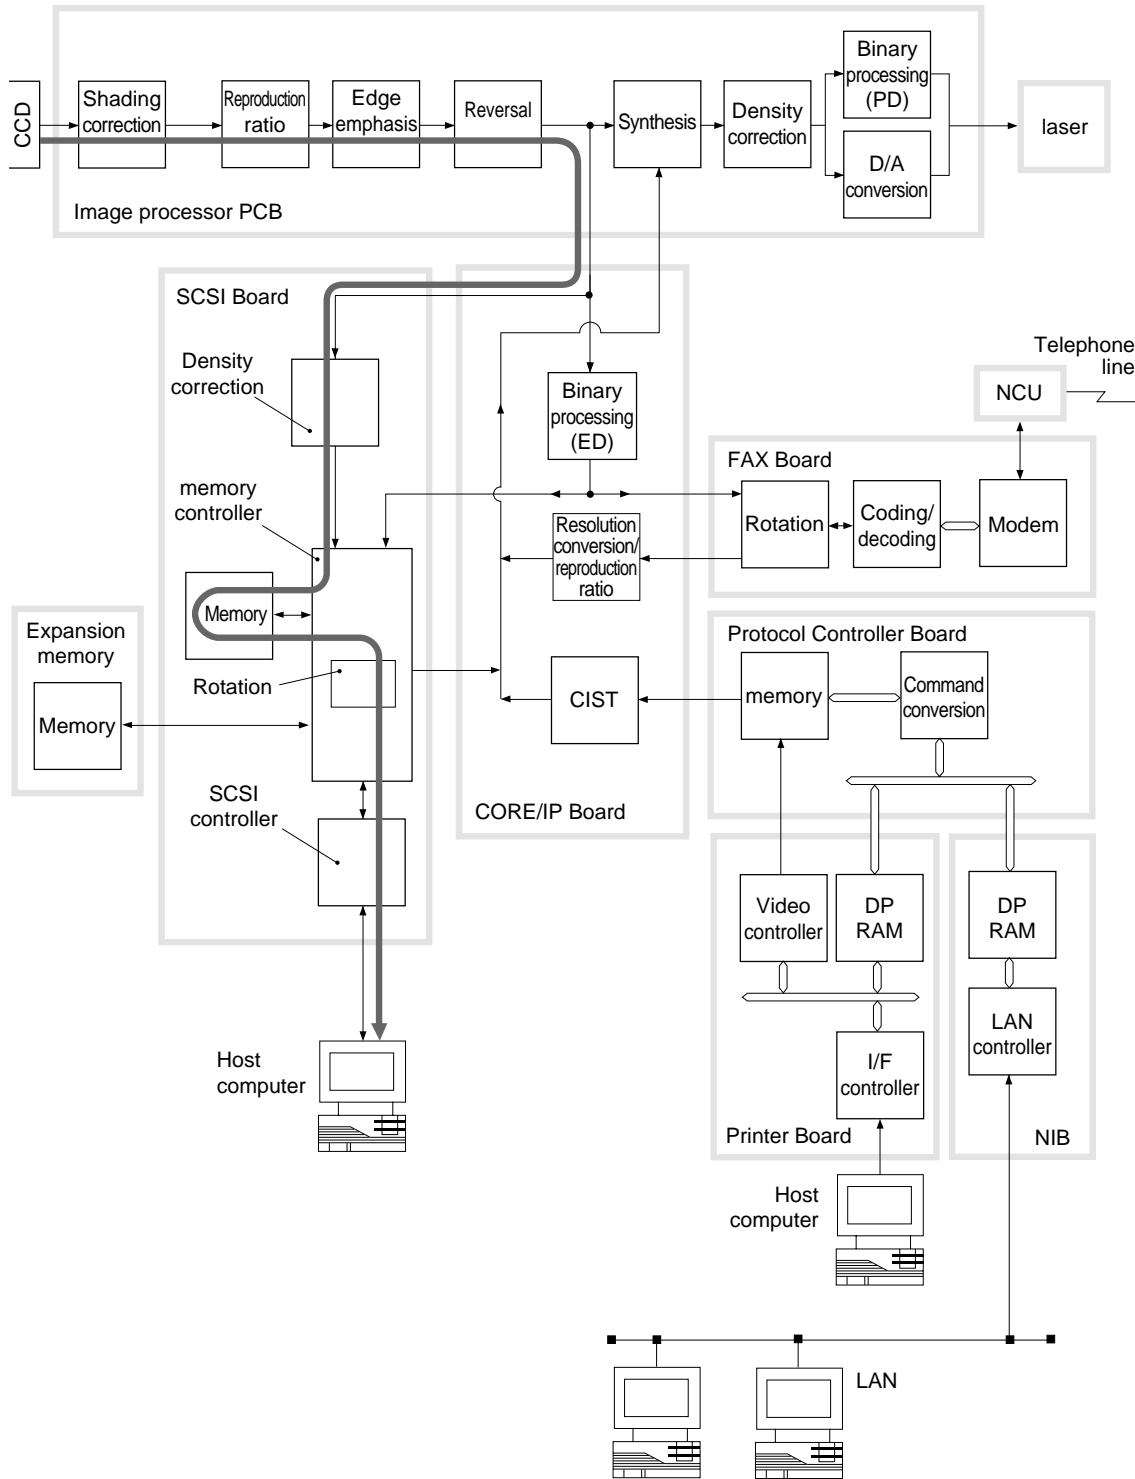 CCD
Shading
correction
Reproduction
ratio
Edge
emphasis
Reversal
Synthesis
Density
correction
Binary
processing
(PD)
D/A
conversion
laser
Image processor PCB
SCSI Board
Density
correction
memory
controller
Memory
Rotation
SCSI
controller
Expansion
memory
Memory
Host
computer
Binary
processing
(ED)
Resolution
conversion/
reproduction
ratio
CIST
CORE/IP Board
Telephone
line
NCU
FAX Board
Rotation
Coding/
decoding
Modem
Protocol Controller Board
memory
Command
conversion
Video
controller
DP
RAM
I/F
controller
Printer Board
DP
RAM
LAN
controller
NIB
Host
computer
LAN